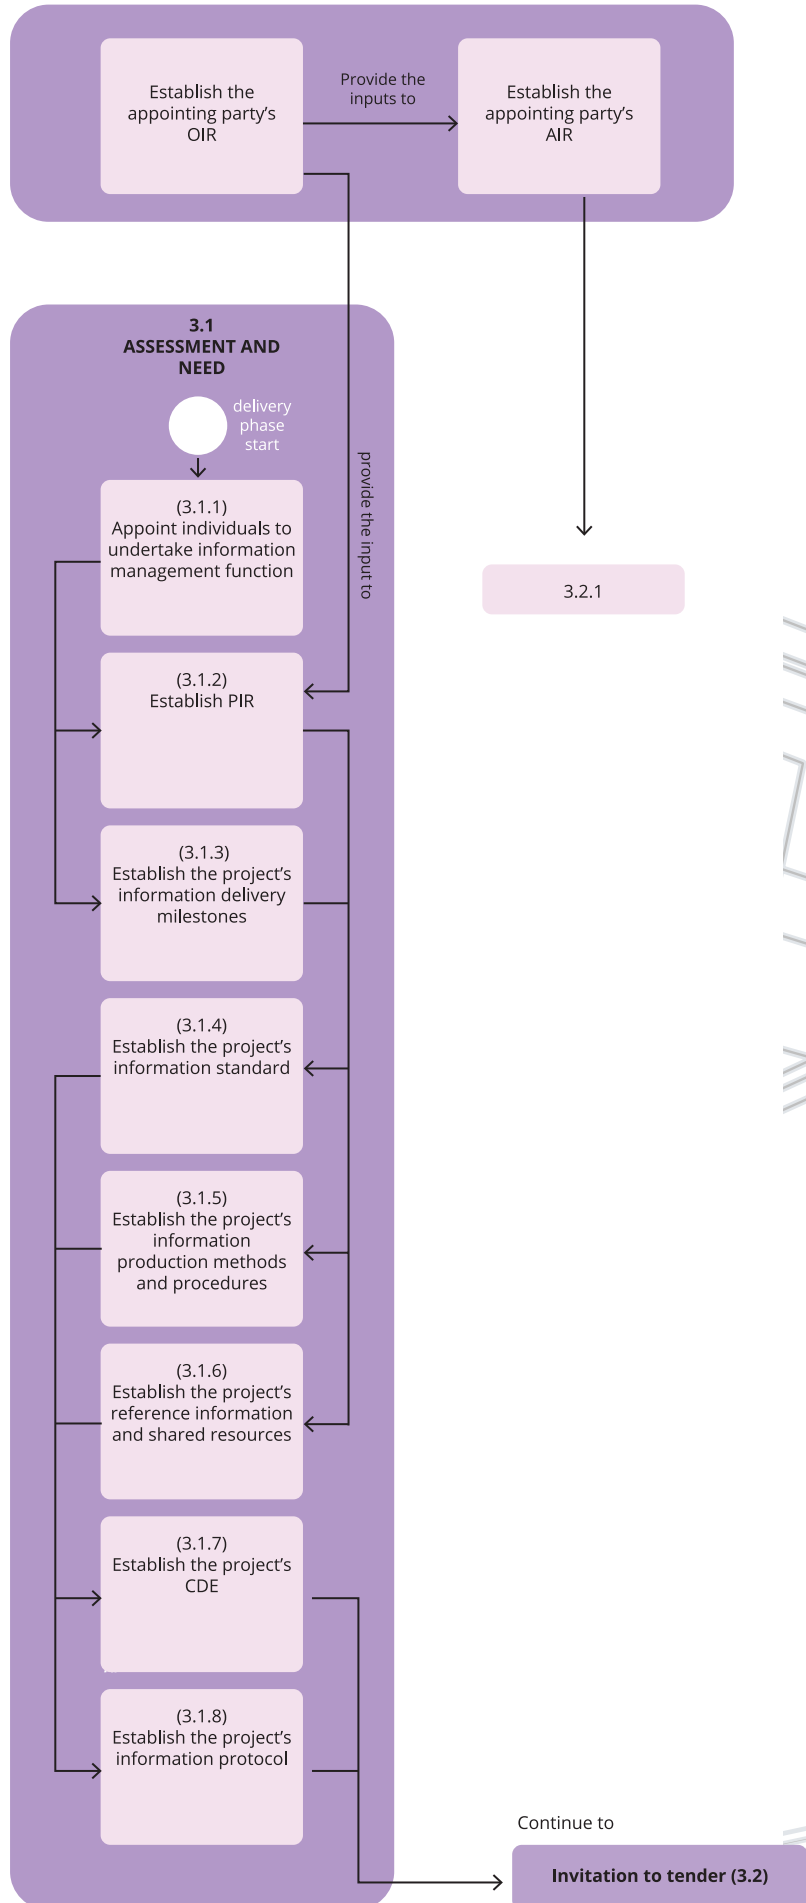 Establish the
appointing party's
OIR
Provide the
inputs to
Establish the
appointing party's
AIR
3.1
ASSESSMENT AND
NEED
delivery
phase
start
provide the input to
(3.1.1)
Appoint individuals to
undertake information
management function
3.2.1
(3.1.2)
Establish PIR
(3.1.3)
Establish the project's
information delivery
milestones
(3.1.4)
Establish the project's
information standard
(3.1.5)
Establish the project's
information
production methods
and procedures
(3.1.6)
Establish the project's
reference information
and shared resources
(3.1.7)
Establish the project's
CDE
(3.1.8)
Establish the project's
information protocol
Continue to
Invitation to tender (3.2)